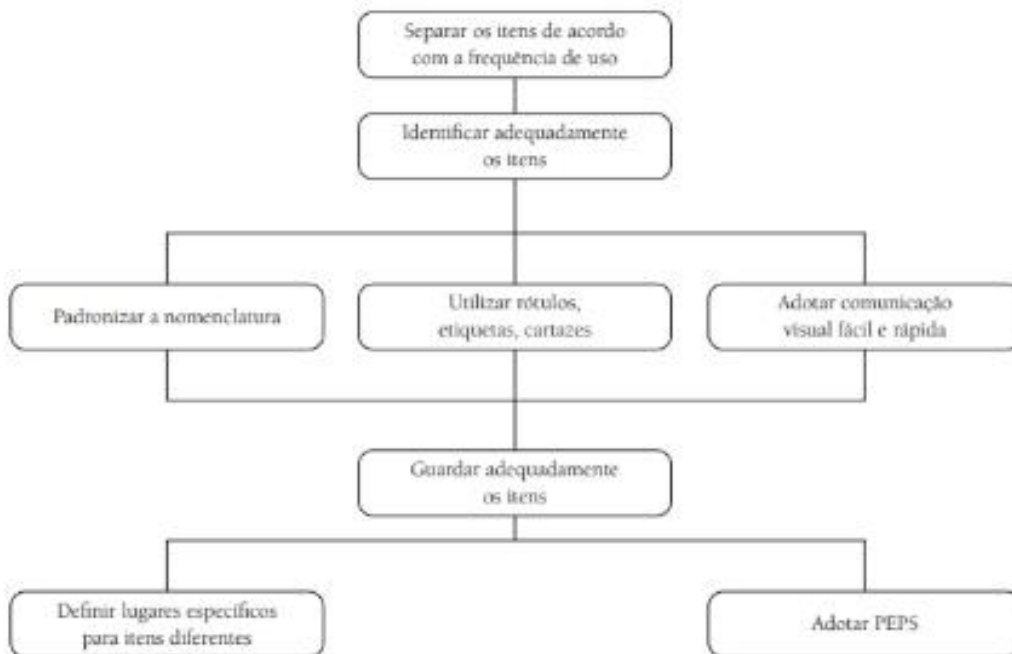 Separar os itens de acordo
com a frequência de uso
Identificar adequadamente
os itens
Padronizar a nomenclatura
Utilizar rótulos,
etiquetas, cartazes
Adotar comunicação
visual fácil e rápida
Guardar adequadamente
os itens
Definir lugares específicos
para itens diferentes
Adotar PEPS